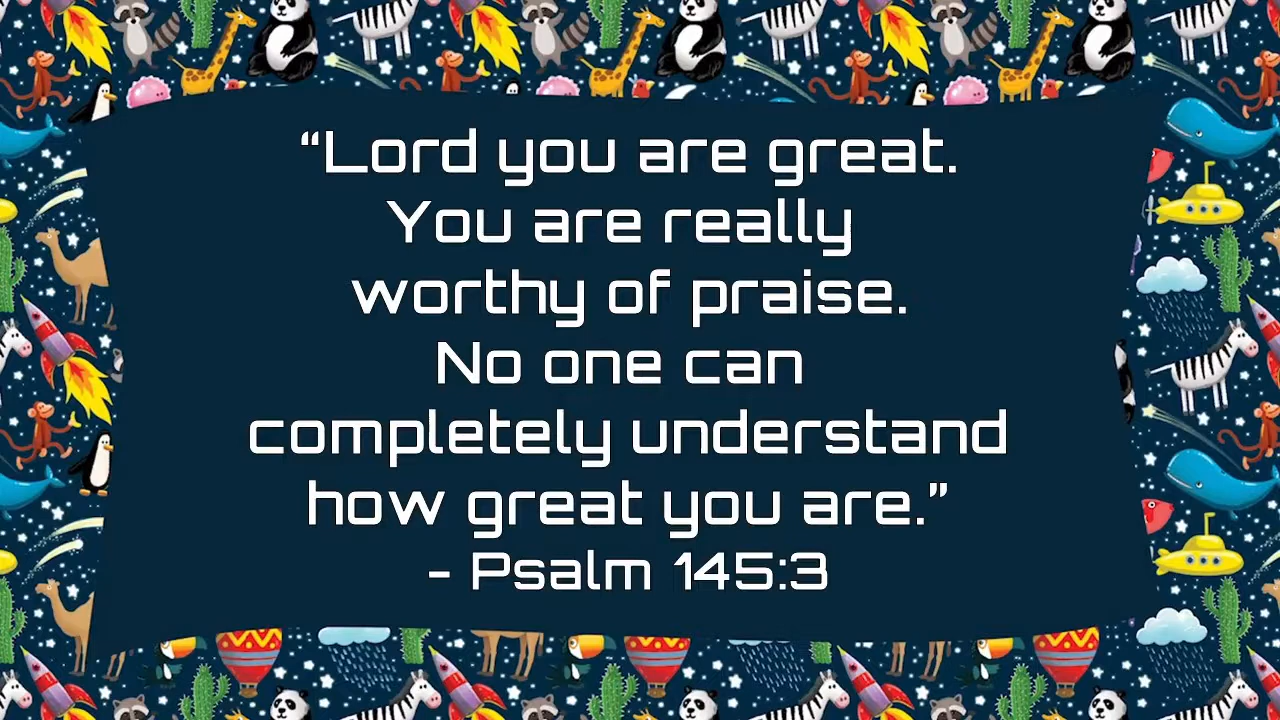 “Lord you are great.
You are really
worthy of praise.
No one can
completely understand
how great you are.”
- Psalm 145:3